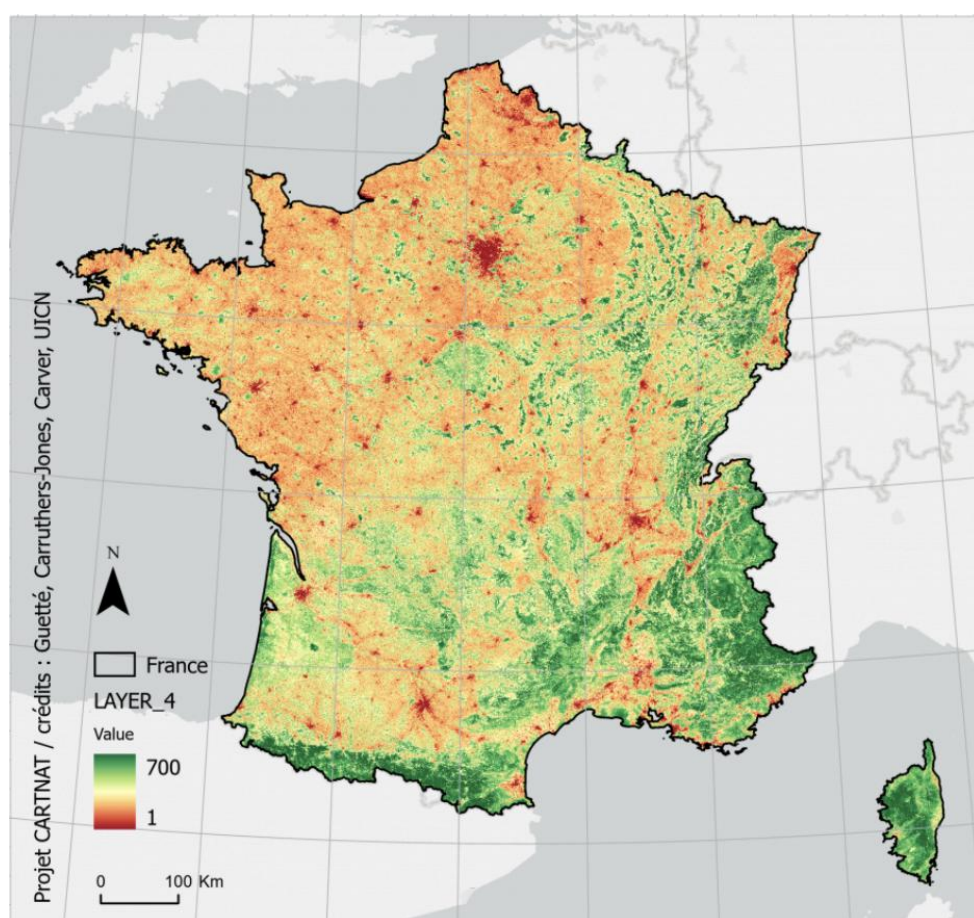 Projet CARTNAT / crédits : Guetté, Carruthers-Jones, Carver, UICN
N
France
LAYER_4
Value
700
1
0 100 Km